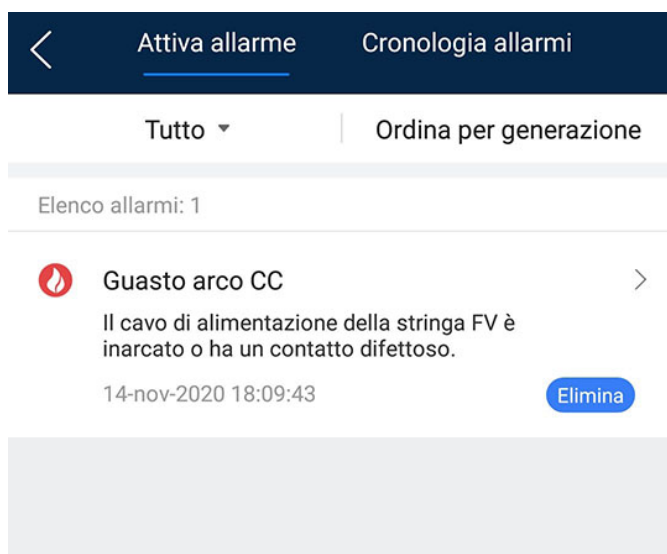 Attiva allarme Cronologia allarmi
Tutto Ordina per generazione
Elenco allarmi: 1
Guasto arco CC
Il cavo di alimentazione della stringa FV è
inarcato o ha un contatto difettoso.
14-nov-2020 18:09:43 Elimina